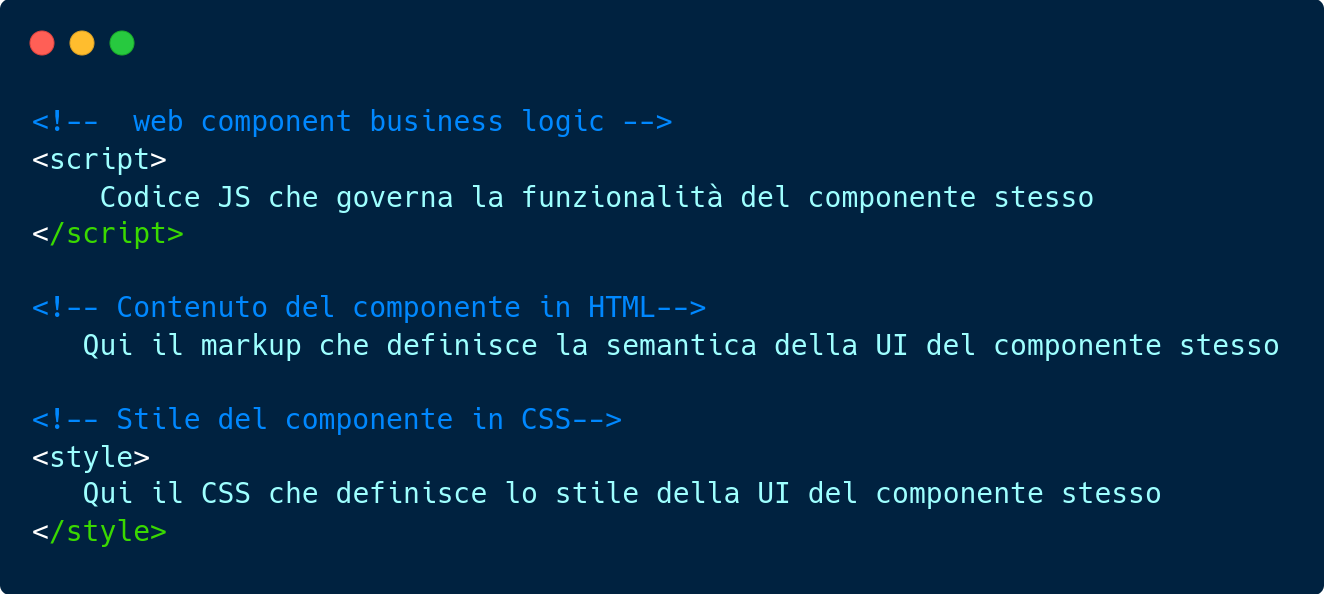 <!--  web component business logic -->
<script>
    Codice JS che governa la funzionalità del componente stesso
</script>

<!-- Contenuto del componente in HTML-->
   Qui il markup che definisce la semantica della UI del componente stesso

<!-- Stile del componente in CSS-->
<style>
   Qui il CSS che definisce lo stile della UI del componente stesso
</style>